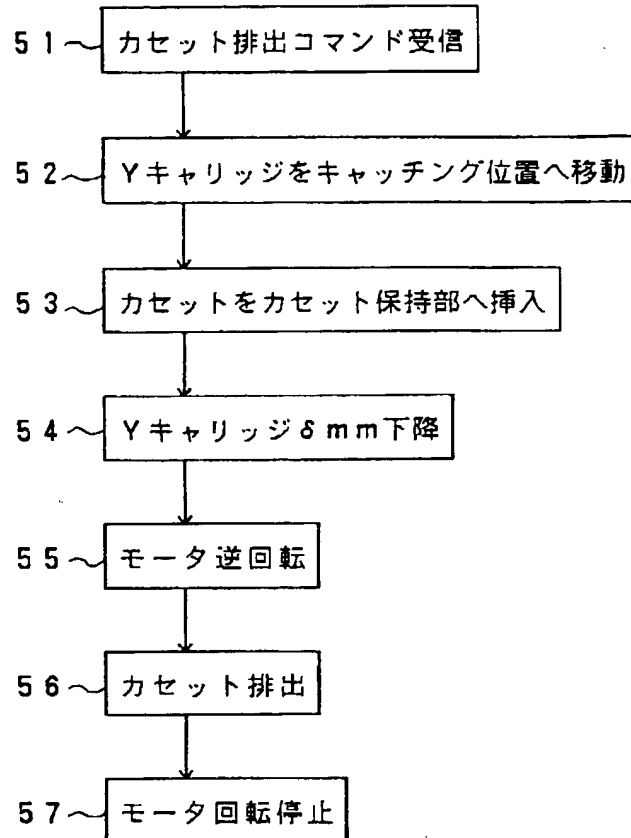 51～カセット排出コマンド受信
52～Yキャリッジをキャッチング位置へ移動
53～カセットをカセット保持部へ挿入
54～Yキャリッジδmm下降
55～モータ逆回転
56～カセット排出
57～モータ回転停止